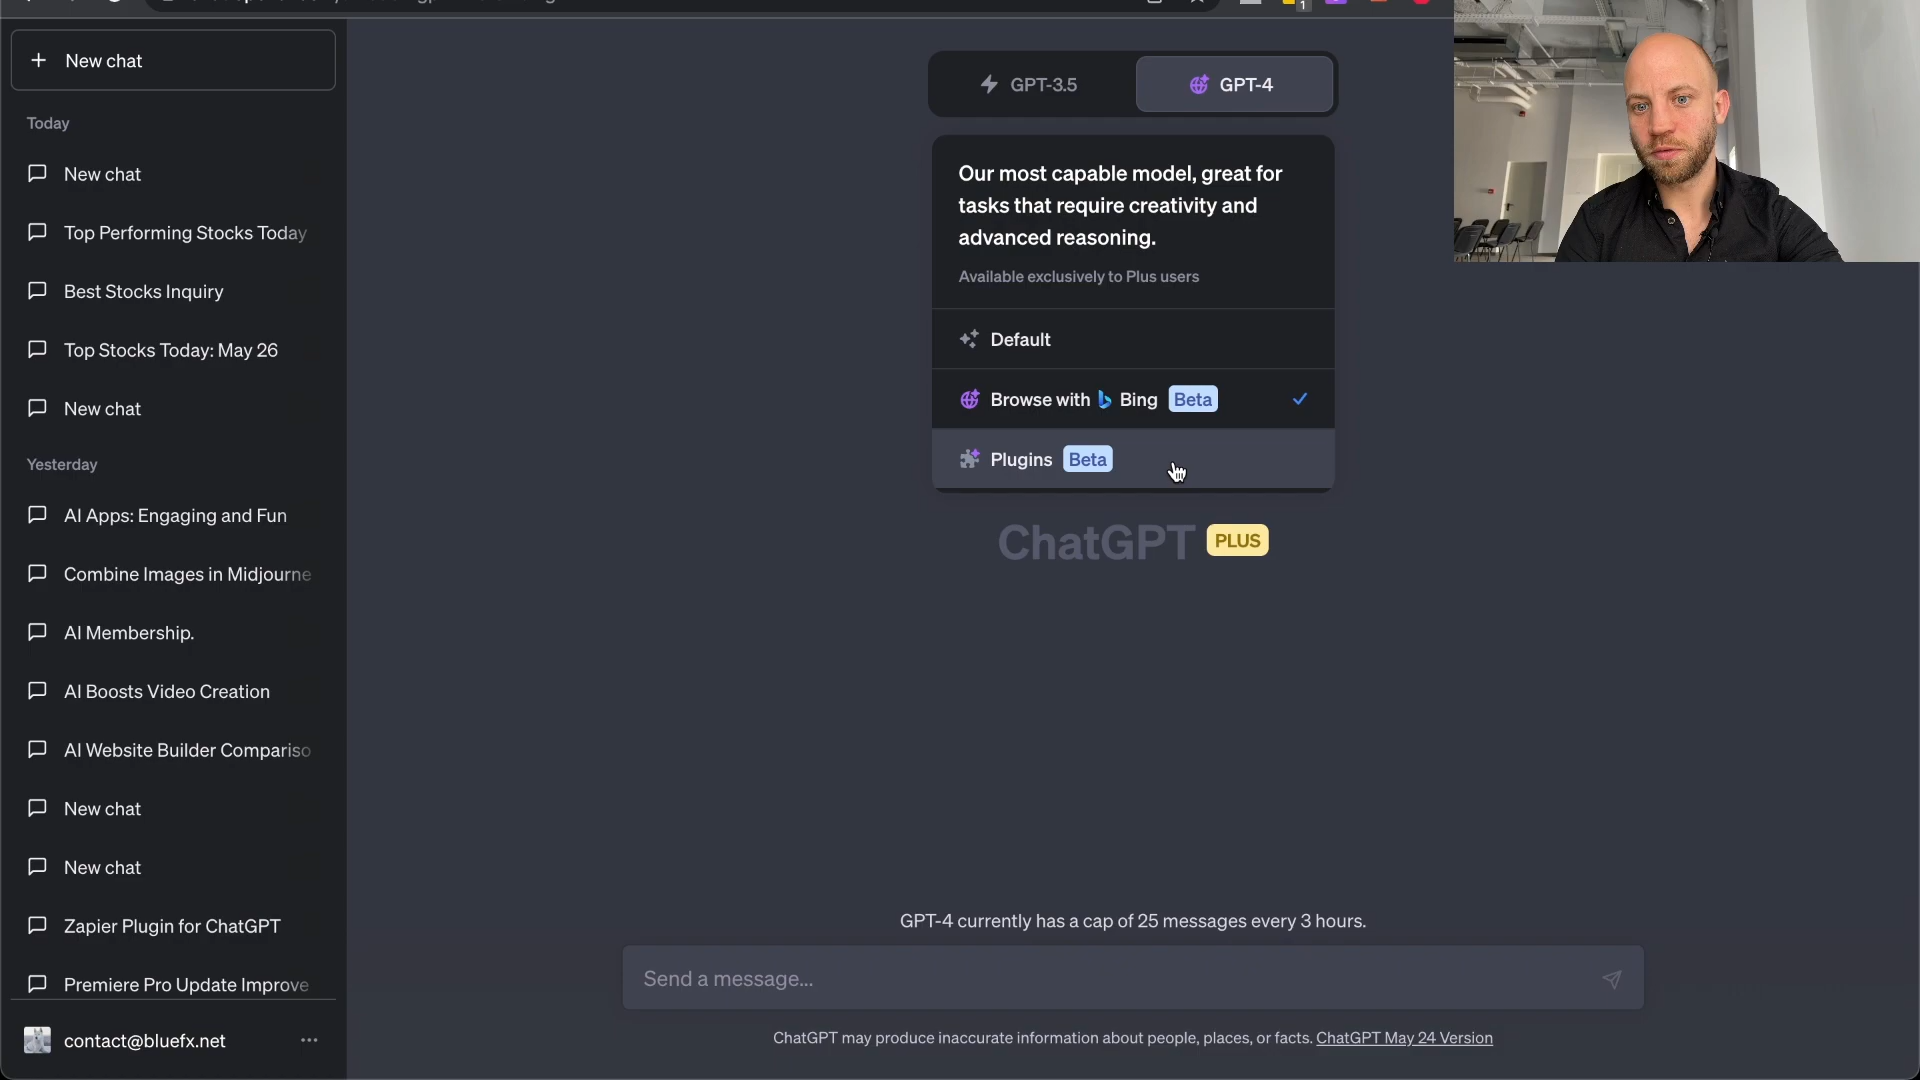 New chat
Today
New chat
Top Performing Stocks Today
Best Stocks Inquiry
Top Stocks Today: May 26
New chat
Yesterday
AI Apps: Engaging and Fun
Combine Images in Midjourne
AI Membership.
AI Boosts Video Creation
AI Website Builder Compariso
New chat
New chat
Zapier Plugin for ChatGPT
Premiere Pro Update Improve
contact@bluefx.net
1
GPT-3.5
GPT-4
Our most capable model, great for
tasks that require creativity and
advanced reasoning.
Available exclusively to Plus users
Default
Browse with Bing Beta
Plugins Beta
ChatGPT PLUS
GPT-4 currently has a cap of 25 messages every 3 hours.
Send a message...
ChatGPT may produce inaccurate information about people, places, or facts. ChatGPT May 24 Version